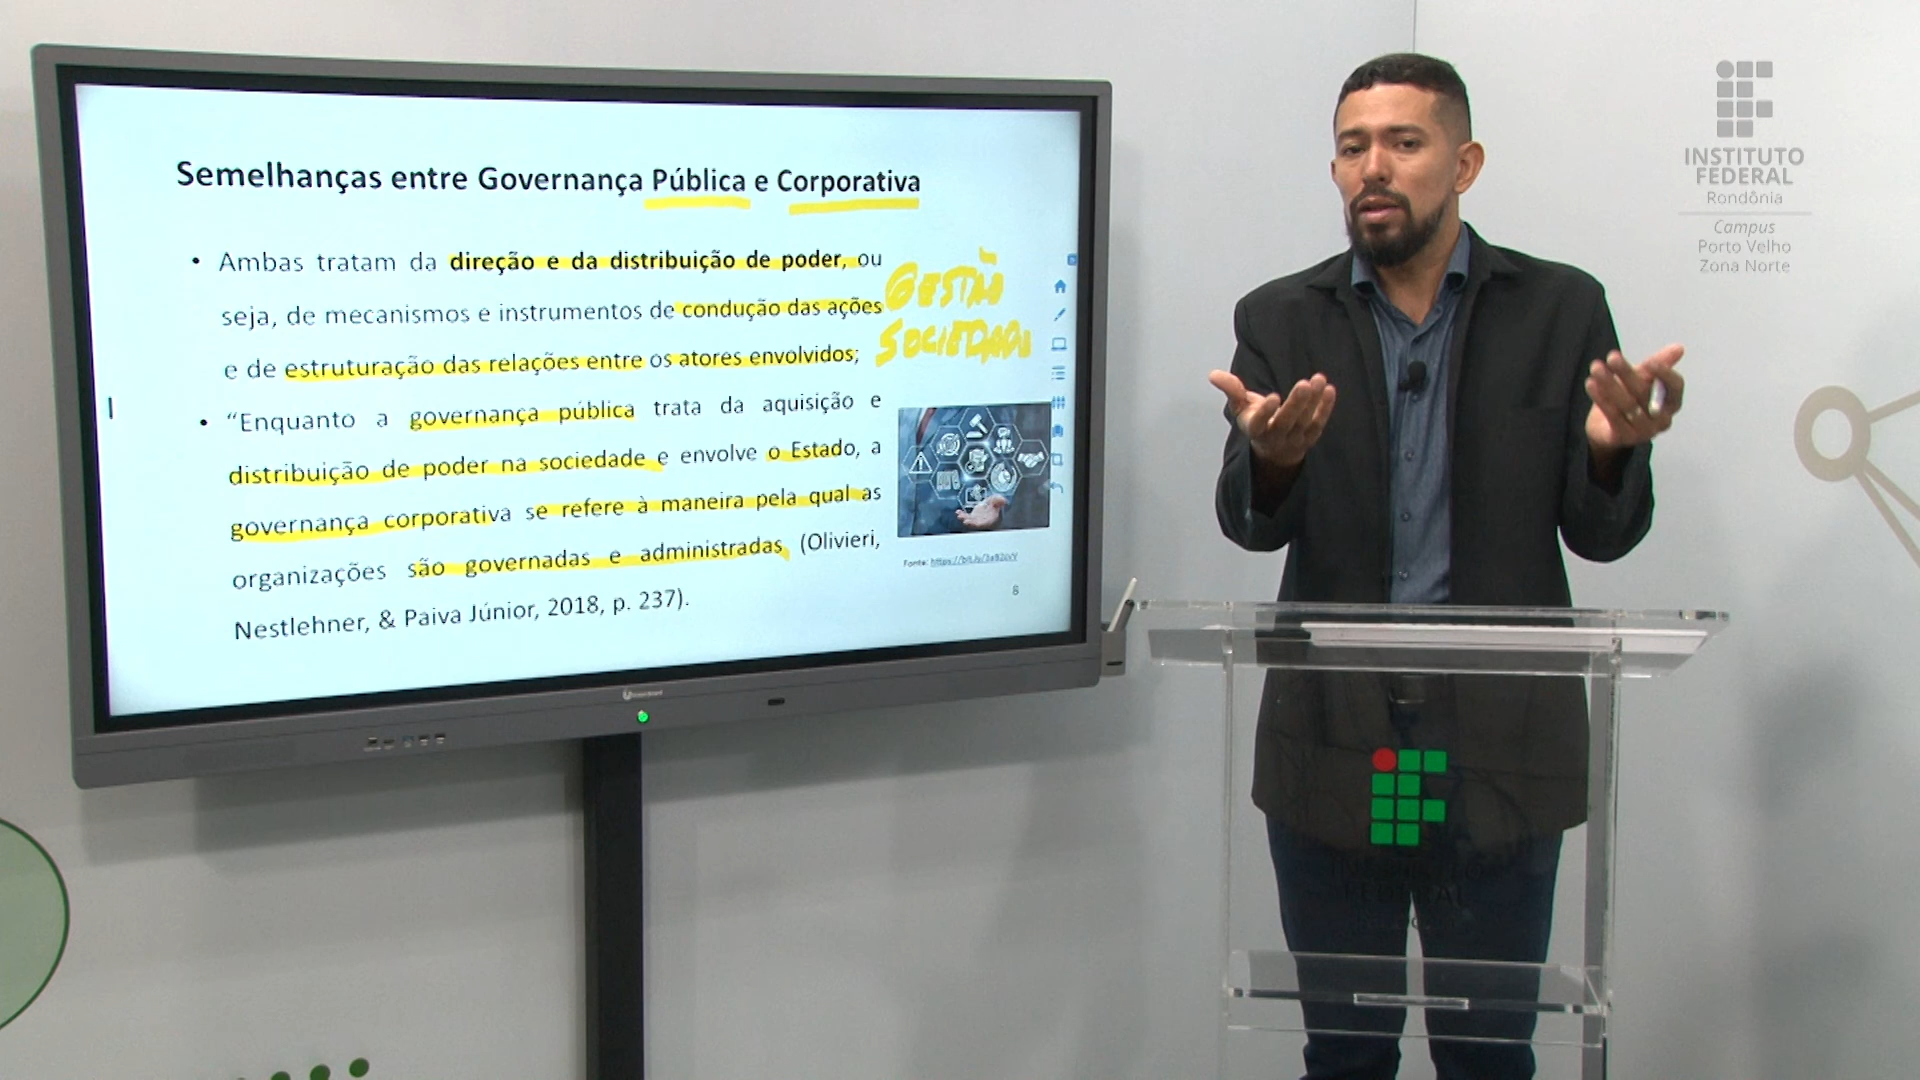 Semelhanças entre Governança Pública e Corporativa
• Ambas tratam da direção e da distribuição de poder, ou
seja, de mecanismos e instrumentos de condução das ações
e de estruturação das relações entre os atores envolvidos;
• “Enquanto a governança pública trata da aquisição e
distribuição de poder na sociedade e envolve o Estado, a
governança corporativa se refere à maneira pela qual as
organizações são governadas e administradas (Olivieri,
Nestlehner, & Paiva Júnior, 2018, p. 237).
GESTÃO
SOCIEDADE
Fonte:
8
INSTITUTO
FEDERAL
Rondônia
Campus
Porto Velho
Zona Norte
INSTITUTO
FEDERAL